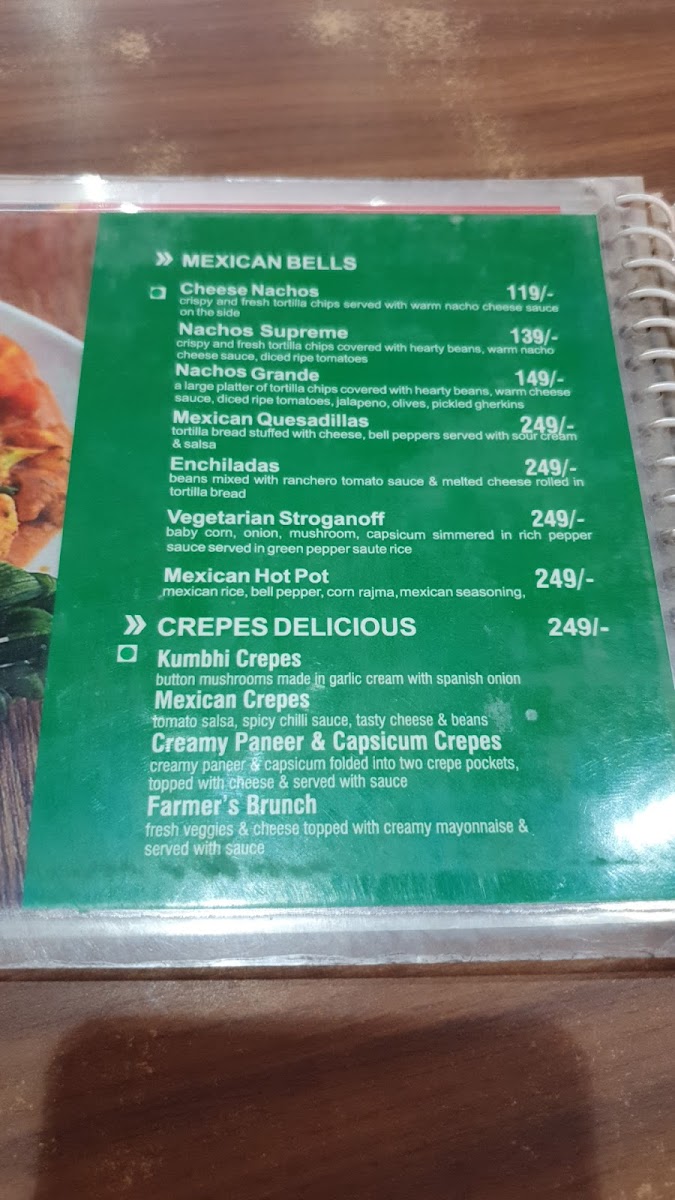 » MEXICAN BELLS
Cheese Nachos 119/-
crispy and fresh tortilla chips served with warm nacho cheese sauce
on the side
Nachos Supreme 139/-
crispy and fresh tortilla chips covered with hearty beans, warm nacho
cheese sauce, diced ripe tomatoes
Nachos Grande 149/-
a large platter of tortilla chips covered with hearty beans, warm cheese
sauce, diced ripe tomatoes, jalapeno, olives, pickled gherkins
Mexican Quesadillas 249/-
tortilla bread stuffed with cheese, bell peppers served with sour cream
& salsa
Enchiladas 249/-
beans mixed with ranchero tomato sauce & melted cheese rolled in
tortilla bread
Vegetarian Stroganoff 249/-
baby corn, onion, mushroom, capsicum simmered in rich pepper
sauce served in green pepper saute rice
Mexican Hot Pot 249/-
mexican rice, bell pepper, corn rajma, mexican seasoning,
» CREPES DELICIOUS 249/-
Kumbhi Crepes
button mushrooms made in garlic cream with spanish onion
Mexican Crepes
tomato salsa, spicy chilli sauce, tasty cheese & beans
Creamy Paneer & Capsicum Crepes
creamy paneer & capsicum folded into two crepe pockets,
topped with cheese & served with sauce
Farmer's Brunch
fresh veggies & cheese topped with creamy mayonnaise &
served with sauce